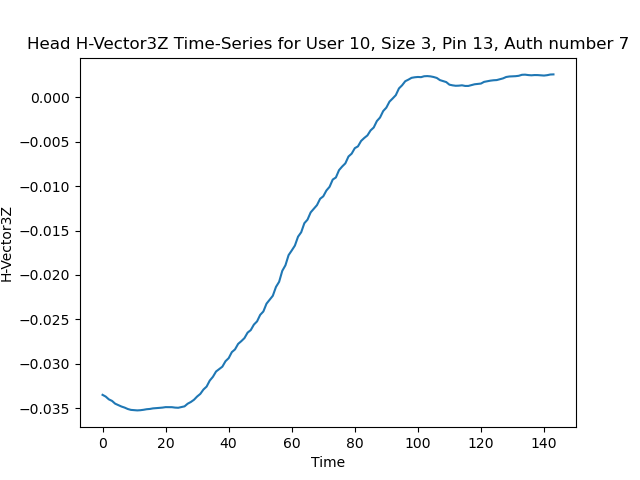 Head H-Vector3Z Time-Series for User 10, Size 3, Pin 13, Auth number 7
H-Vector3Z
0.000
−0.005
−0.010
−0.015
−0.020
−0.025
−0.030
−0.035
0 20 40 60 80 100 120 140
Time